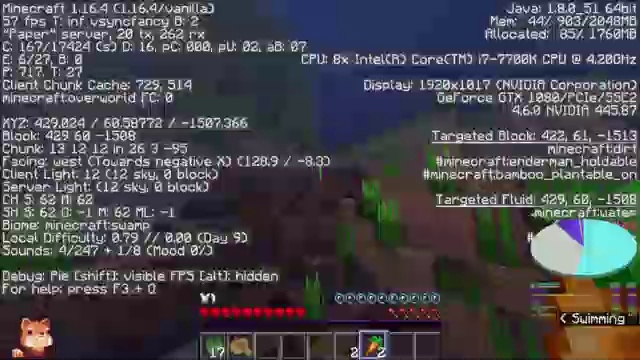 Minecraft 1.16.4 (1.16.4/vanilla)
57 fps T: inf vsyncfancy B: 2
"Paper" server, 20 tx, 262 rx
C: 167/17424 (s) D: 16, pC: 000, pU: 02, aB: 07
E: 6/27, B: 0
P: 717, T: 27
Client Chunk Cache: 729, 514
minecraft:overworld FC: 0
XYZ: 429.024 / 60.58772 / -1507.366
Block: 429 60 -1508
Chunk: 13 12 12 in 26 3 -95
Facing: west (Towards negative X) (128.9 / -8.3)
Client Light: 12 (12 sky, 0 block)
Server Light: (12 sky, 0 block)
CH S: 62 M: 62
SH S: 62 O: -1 M: 62 ML: -1
Biome: minecraft:swamp
Local Difficulty: 0.79 // 0.00 (Day 9)
Sounds: 4/247 + 1/8 (Mood 0%)
Debug: Pie [shift]: visible FPS [alt]: hidden
For help: press F3 + Q
Java: 1.8.0_51 64bit
Mem: 44% 903/2048MB
Allocated: 85% 1760MB
CPU: 8x Intel(R) Core(TM) i7-7700K CPU @ 4.20GHz
Display: 1920x1017 (NVIDIA Corporation)
GeForce GTX 1080/PCIe/SSE2
4.6.0 NVIDIA 445.87
Targeted Block: 422, 61, -1513
minecraft:dirt
#minecraft:enderman_holdable
#minecraft:bamboo_plantable_on
Targeted Fluid: 429, 60, -1508
minecraft:water
< Swimming
17
2
2